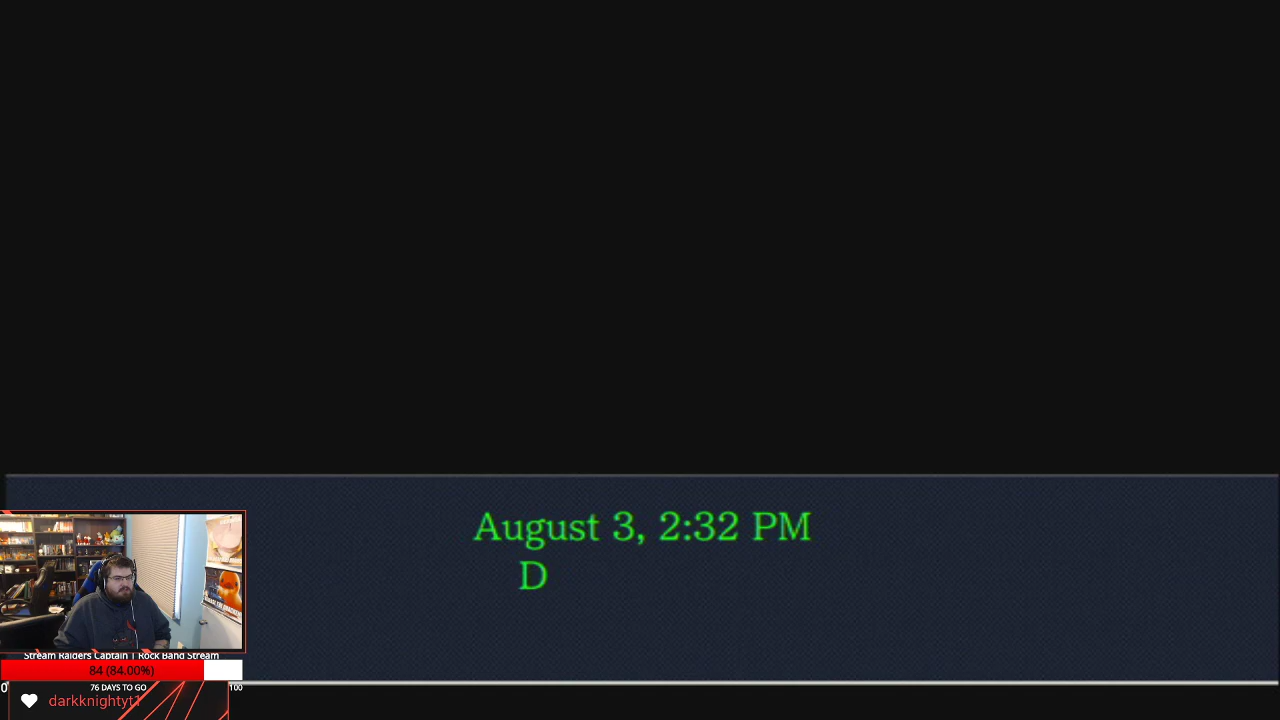 August 3, 2:32 PM
D
Stream Raiders Captain 1 Rock Band Stream
84 (84.00%)
0
76 DAYS TO GO
100
darkknightyt1